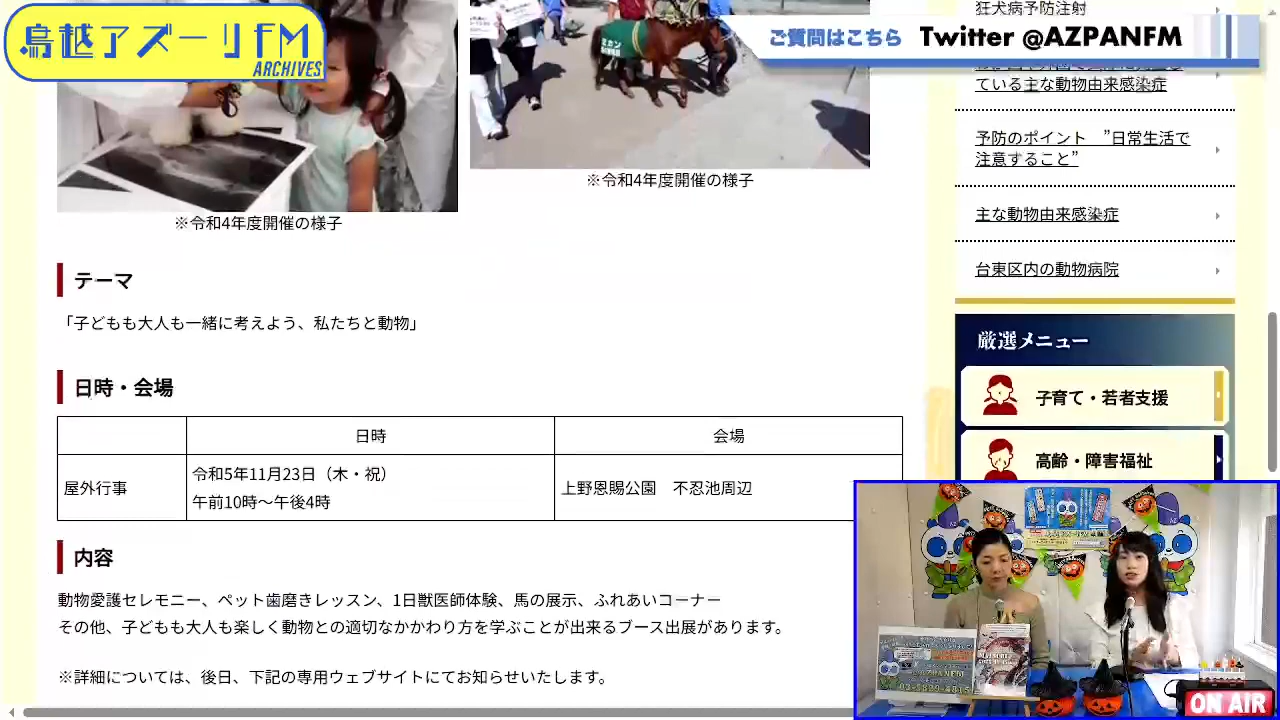 鳥越アズーリFM
ARCHIVES
ご質問はこちら Twitter @AZPANFM
狂犬病予防注射
ている主な動物由来感染症
予防のポイント ”日常生活で
注意すること”
主な動物由来感染症
台東区内の動物病院
※令和4年度開催の様子
※令和4年度開催の様子
テーマ
「子どもも大人も一緒に考えよう、私たちと動物」
日時・会場
日時 会場
屋外行事 令和5年11月23日（木・祝）
午前10時～午後4時 上野恩賜公園　不忍池周辺
内容
動物愛護セレモニー、ペット歯磨きレッスン、1日獣医師体験、馬の展示、ふれあいコーナー
その他、子どもも大人も楽しく動物との適切なかかわり方を学ぶことが出来るブース出展があります。
※詳細については、後日、下記の専用ウェブサイトにてお知らせいたします。
厳選メニュー
子育て・若者支援
高齢・障害福祉
ON AIR